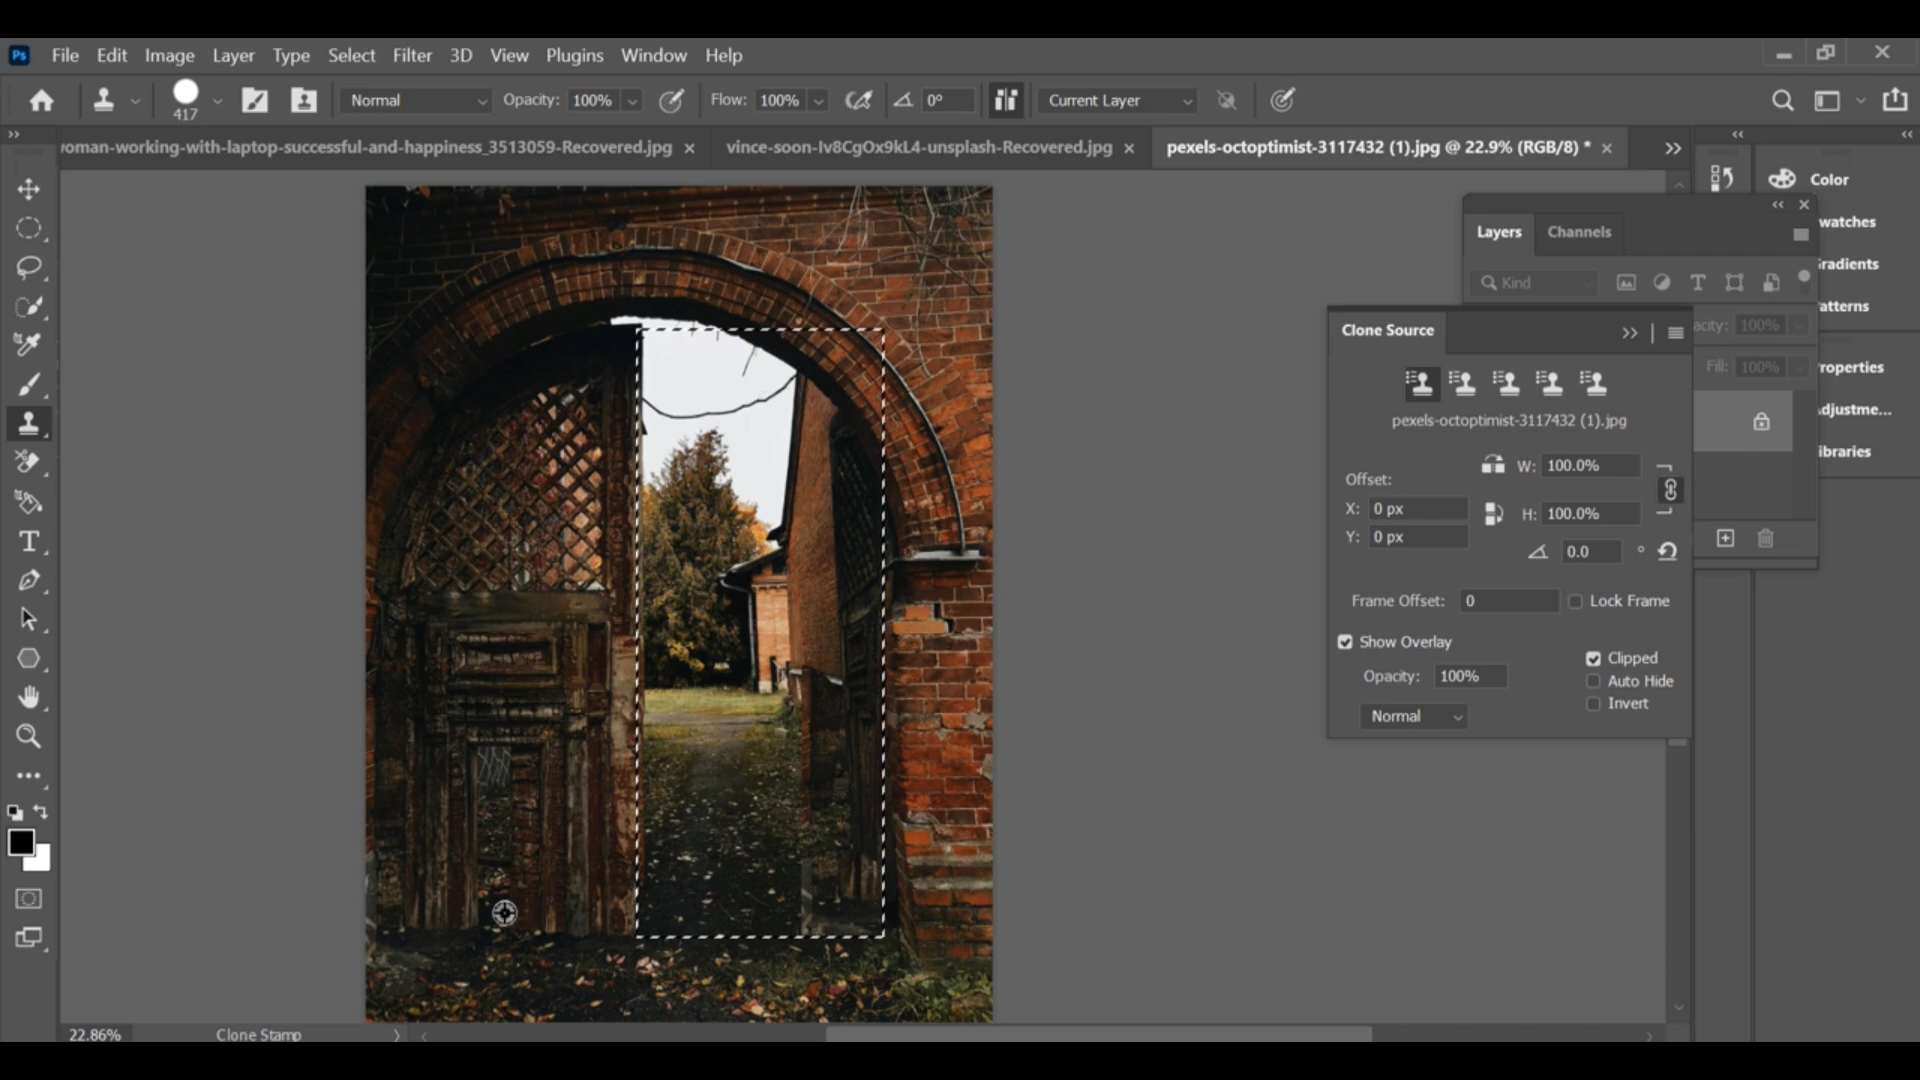 Ps File Edit Image Layer Type Select Filter 3D View Plugins Window Help
417 Normal Opacity: 100% Flow: 100% 0° Current Layer
woman-working-with-laptop-successful-and-happiness_3513059-Recovered.jpg × vince-soon-Iv8CgOx9kL4-unsplash-Recovered.jpg × pexels-octoptimist-3117432 (1).jpg @ 22.9% (RGB/8) * ×
Color
watches
Gradients
atterns
roperties
Adjustme...
ibraries
Layers Channels
Kind
acity: 100%
Fill: 100%
Clone Source
pexels-octoptimist-3117432 (1).jpg
Offset:
W: 100.0%
X: 0 px
H: 100.0%
Y: 0 px
0.0 °
Frame Offset: 0 Lock Frame
Show Overlay
Clipped
Opacity: 100%
Auto Hide
Invert
Normal
22.86% Clone Stamp